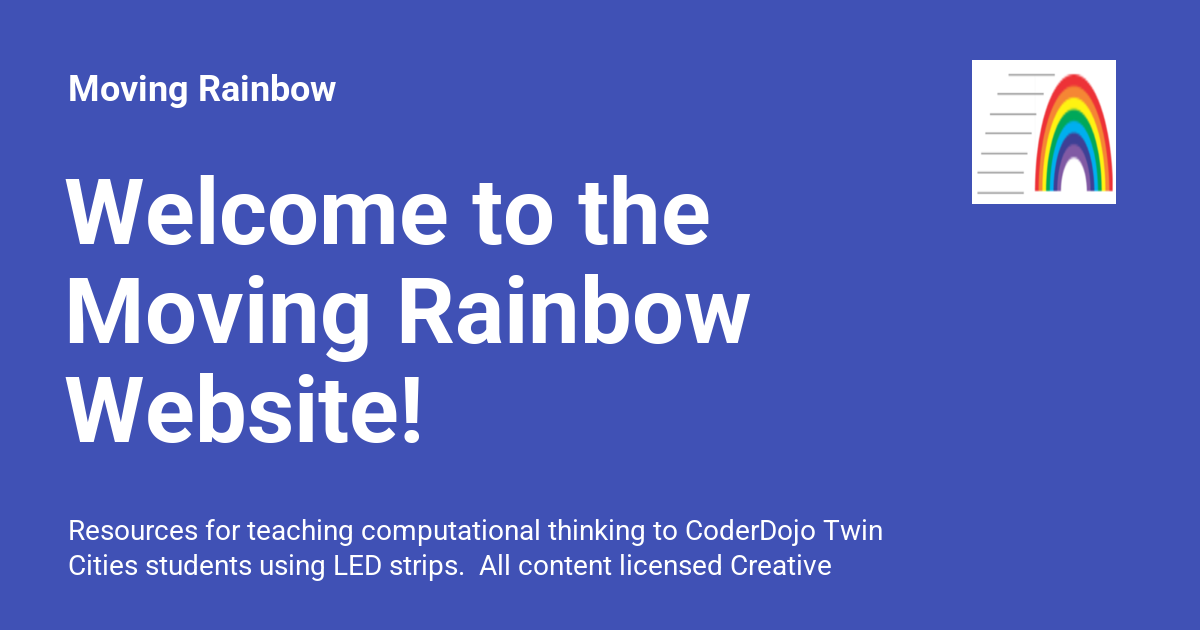 Moving Rainbow
Welcome to the
Moving Rainbow
Website!
Resources for teaching computational thinking to CoderDojo Twin
Cities students using LED strips.  All content licensed Creative